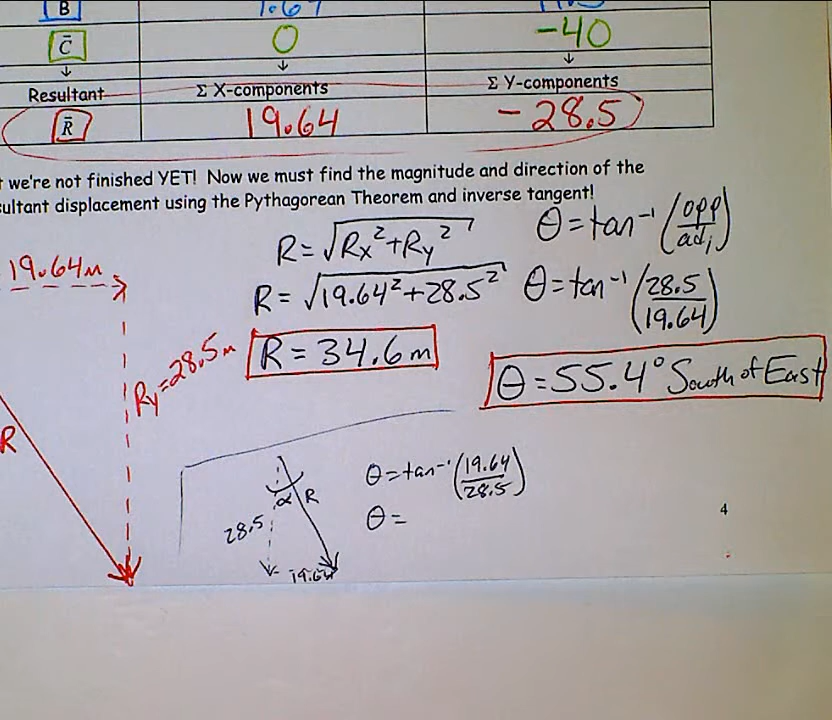 B
C̄ 0 -40
↓ ↓ ↓
Resultant Σ X-components Σ Y-components
R̄ 19.64 -28.5
we're not finished YET! Now we must find the magnitude and direction of the
ultant displacement using the Pythagorean Theorem and inverse tangent!
R = √Rx² + Ry² θ = tan⁻¹ (opp/adj)
19.64m
R = √19.64² + 28.5² θ = tan⁻¹ (28.5/19.64)
Ry = 28.5m
R = 34.6m
θ = 55.4° South of East
R
α R
28.5
19.64
θ = tan⁻¹ (19.64/28.5)
θ =
4